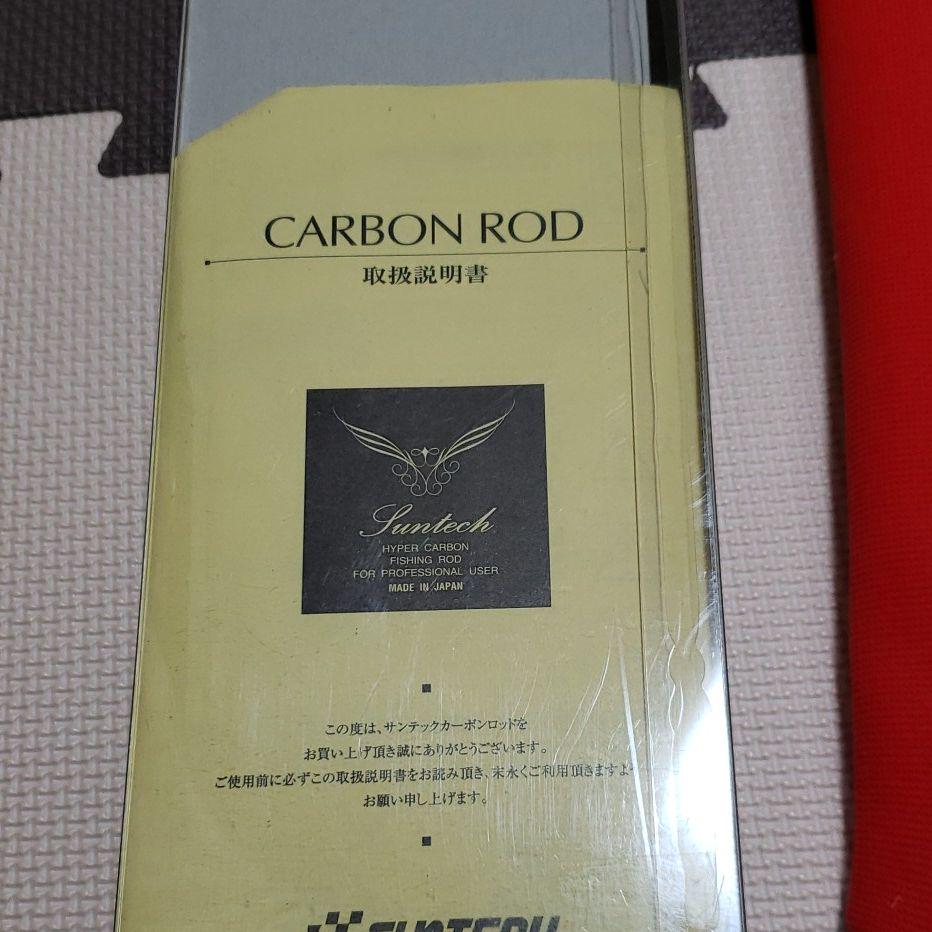 CARBON ROD
取扱説明書
Suntech
HYPER CARBON
FISHING ROD
FOR PROFESSIONAL USER
MADE IN JAPAN
この度は、サンテックカーボンロッドを
お買い上げ頂き誠にありがとうございます。
ご使用前に必ずこの取扱説明書をお読み頂き、末永くご利用頂きますよう
お願い申し上げます。
SUNTECH